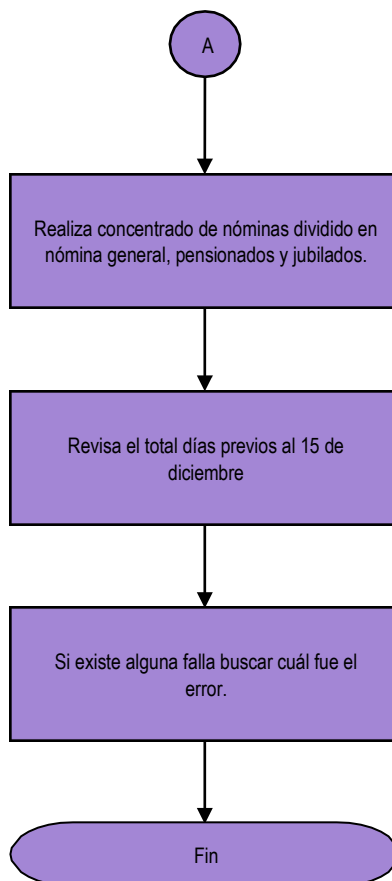 A
Realiza concentrado de nóminas dividido en
nómina general, pensionados y jubilados.
Revisa el total días previos al 15 de
diciembre
Si existe alguna falla buscar cuál fue el
error.
Fin